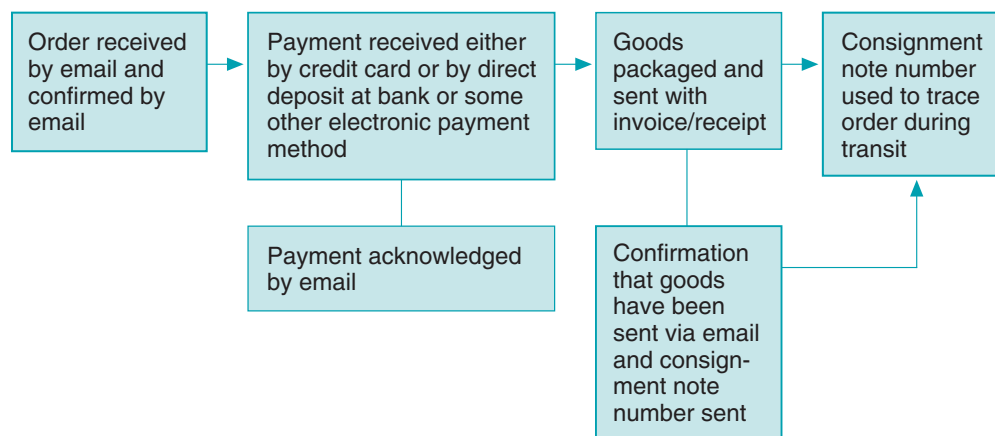 Order received
by email and
confirmed by
email
Payment received either
by credit card or by direct
deposit at bank or some
other electronic payment
method
Goods
packaged and
sent with
invoice/receipt
Consignment
note number
used to trace
order during
transit
Payment acknowledged
by email
Confirmation
that goods
have been
sent via email
and consign-
ment note
number sent